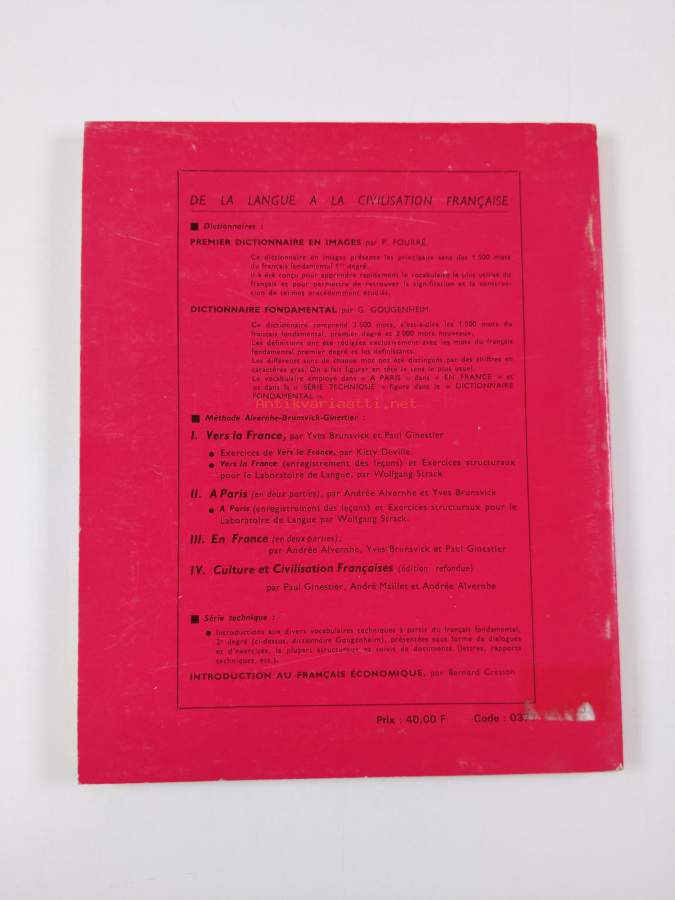 DE LA LANGUE A LA CIVILISATION FRANÇAISE
■ Dictionnaires :
PREMIER DICTIONNAIRE EN IMAGES par P. FOURRÉ.
Ce dictionnaire en images présente les principaux sens des 1 500 mots
du français fondamental 1er degré.
Il a été conçu pour apprendre rapidement le vocabulaire le plus utilisé du
français et pour permettre de retrouver la signification et la construc-
tion de termes précédemment étudiés.
DICTIONNAIRE FONDAMENTAL par G. GOUGENHEIM.
Ce dictionnaire comprend 3 500 mots, c'est-à-dire les 1 500 mots du
français fondamental, premier degré et 2 000 mots nouveaux.
Les définitions ont été rédigées exclusivement avec les mots du français
fondamental premier degré et les définissants.
Les différents sens de chaque mot ont été distingués par des chiffres en
caractères gras. On a fait figurer en tête le sens le plus usuel.
Le vocabulaire employé dans « A PARIS » dans « EN FRANCE » et
et dans la « SÉRIE TECHNIQUE » figure dans le « DICTIONNAIRE
FONDAMENTAL »
Antikvariaatti.net
■ Méthode Alvernhe-Brunsvick-Ginestier :
I. Vers la France, par Yves Brunsvick et Paul Ginestier
● Exercices de Vers la France, par Kitty Deville.
● Vers la France (enregistrement des leçons) et Exercices structuraux
pour le Laboratoire de Langue, par Wolfgang Strack
II. A Paris (en deux parties), par Andrée Alvernhe et Yves Brunsvick
● A Paris (enregistrement des leçons) et Exercices structuraux pour le
Laboratoire de Langue par Wolfgang Strack.
III. En France (en deux parties),
par Andrée Alvernhe, Yves Brunsvick et Paul Ginestier
IV. Culture et Civilisation Françaises (édition refondue)
par Paul Ginestier, André Maillet et Andrée Alvernhe
■ Série technique :
● Introductions aux divers vocabulaires techniques à partir du français fondamental,
2e degré (ci-dessus, dictionnaire Gougenheim), présentées sous forme de dialogues
et d'exercices, la plupart structuraux et suivis de documents (lettres, rapports
techniques, etc.).
INTRODUCTION AU FRANÇAIS ÉCONOMIQUE, par Bernard Cresson
Prix : 40,00 F Code : 037